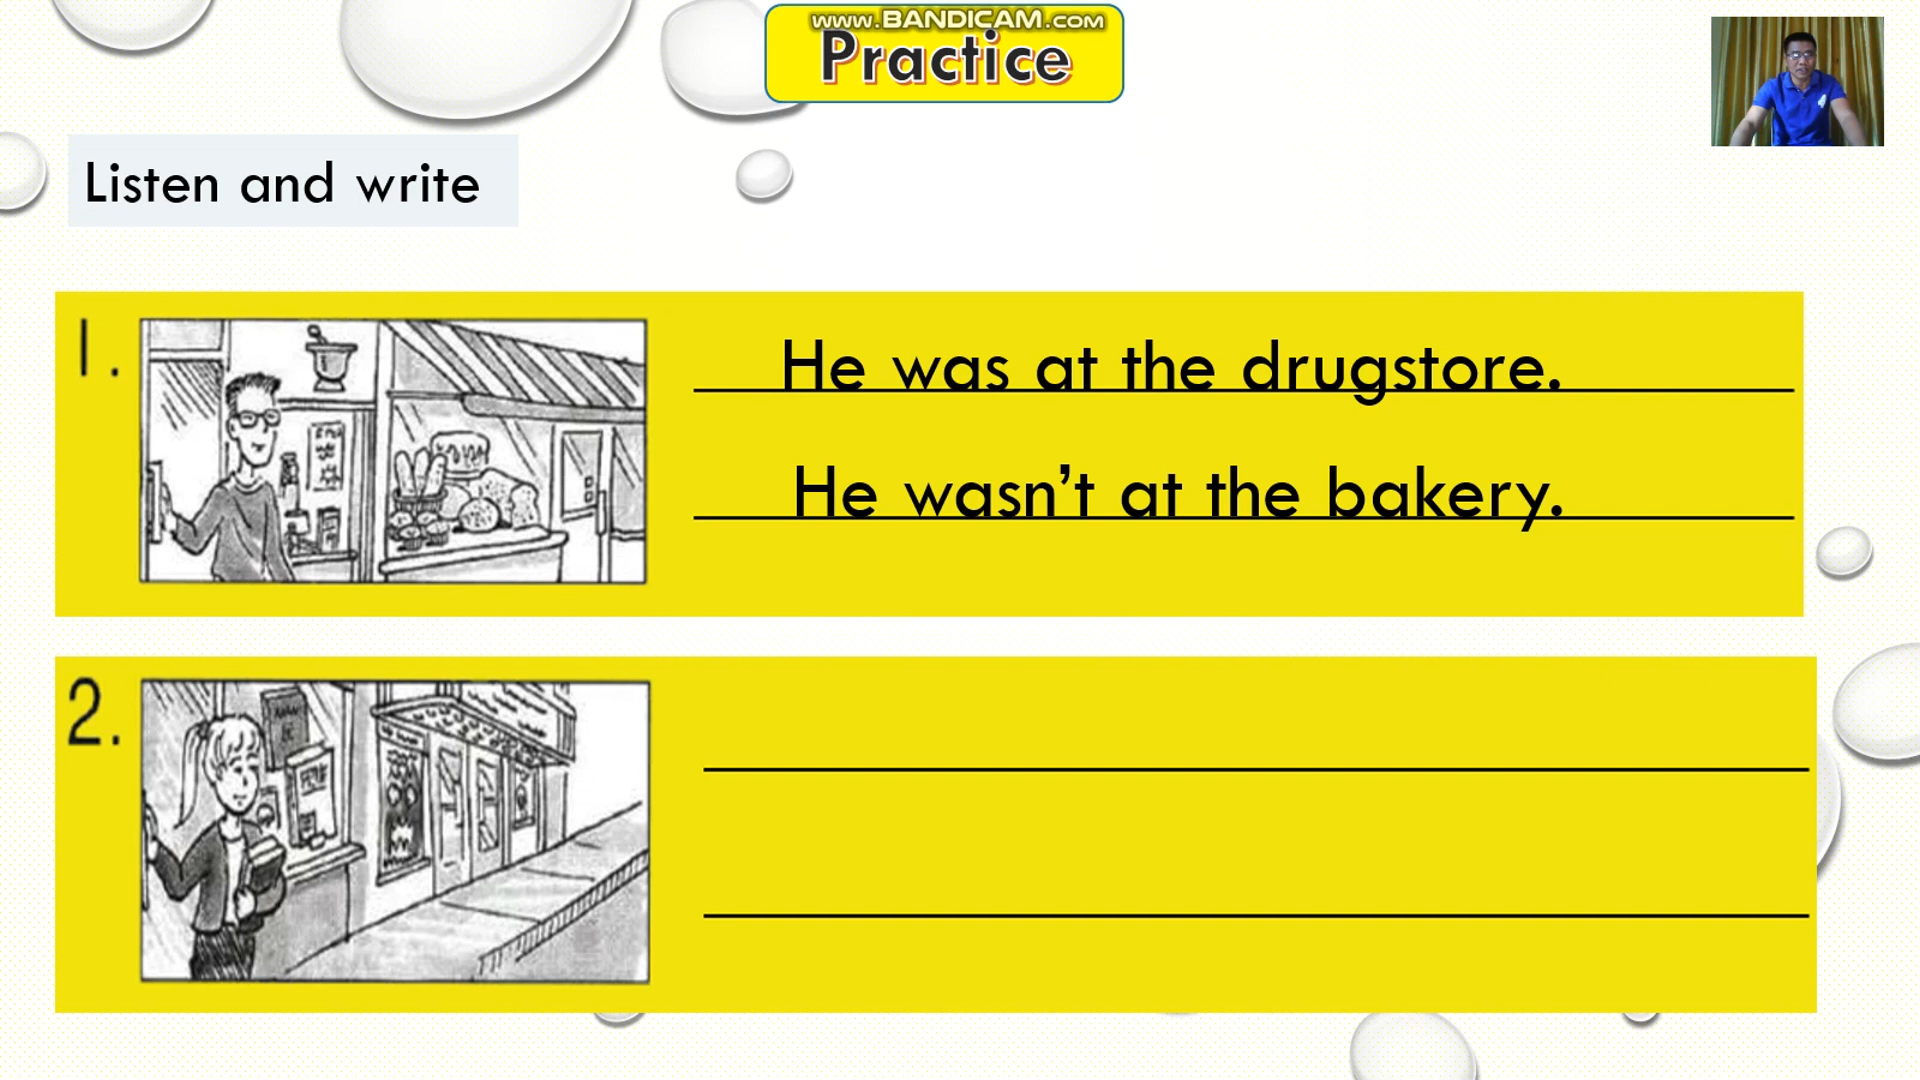 www.BANDICAM.com
Practice
Listen and write
1.
He was at the drugstore.
He wasn’t at the bakery.
2.